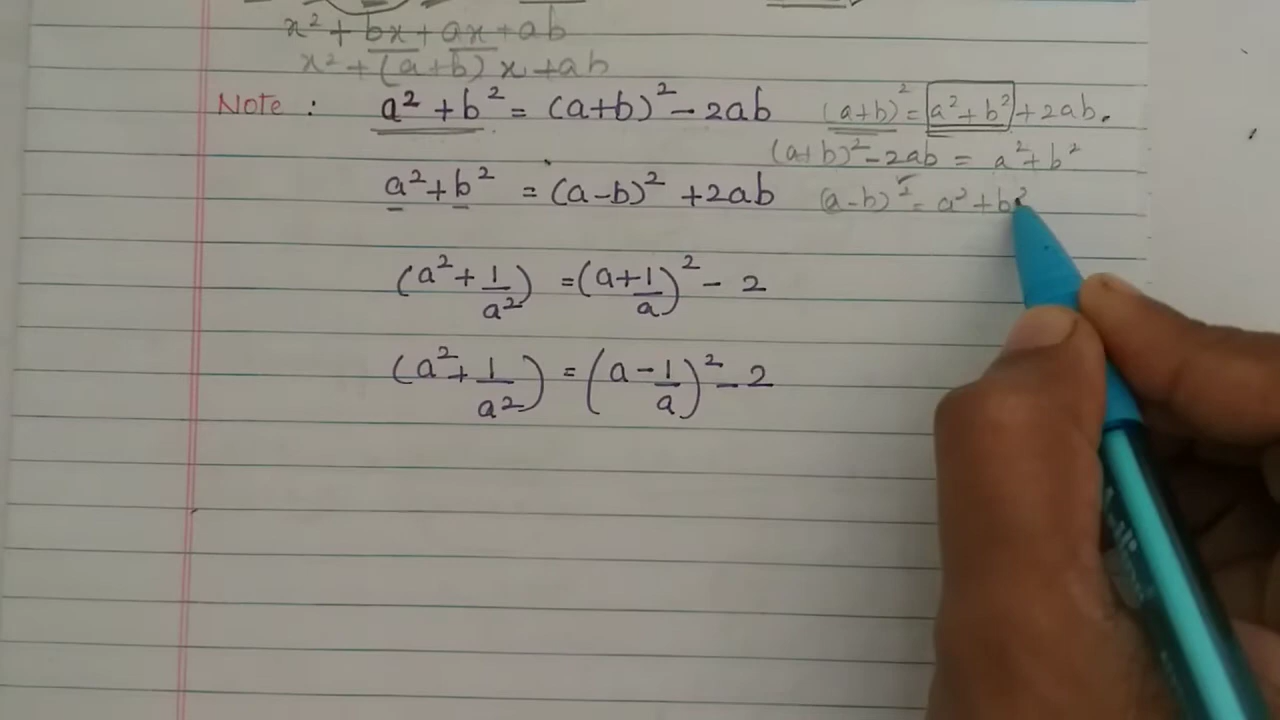 x² + bx + ax + ab
x² + (a+b) x + ab
Note : a² + b² = (a+b)² - 2ab (a+b)² = a² + b² + 2ab.
(a+b)² - 2ab = a² + b²
a² + b² = (a-b)² + 2ab (a-b)² = a² + b²
(a² + 1/a²) = (a + 1/a)² - 2
(a² + 1/a²) = (a - 1/a)² - 2